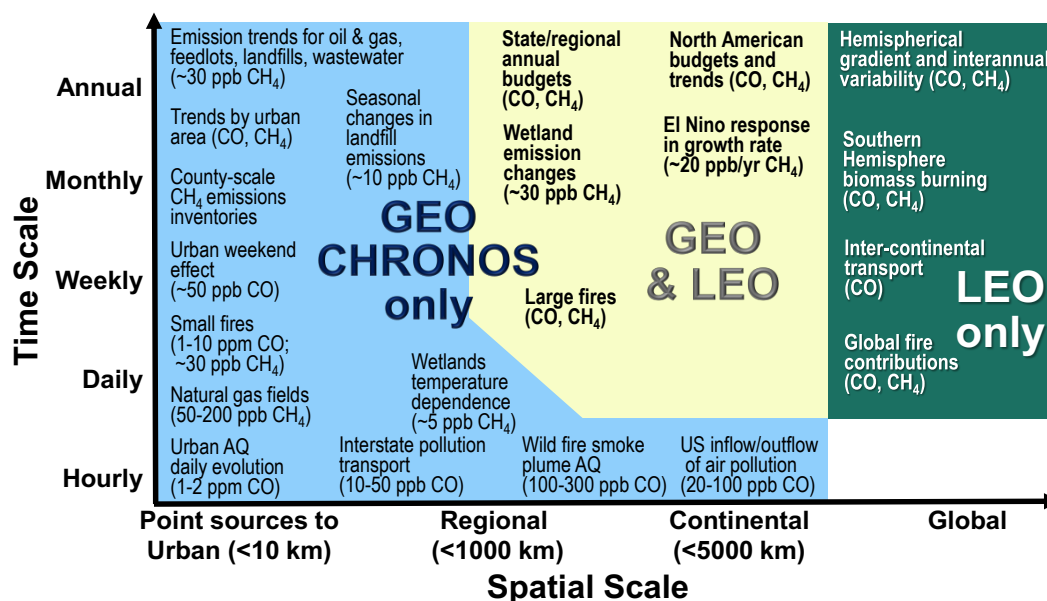 Time Scale
Annual
Monthly
Weekly
Daily
Hourly
Emission trends for oil & gas,
feedlots, landfills, wastewater
(~30 ppb CH₄)
Trends by urban
area (CO, CH₄)
County-scale
CH₄ emissions
inventories
Urban weekend
effect
(~50 ppb CO)
Small fires
(1-10 ppm CO;
~30 ppb CH₄)
Natural gas fields
(50-200 ppb CH₄)
Urban AQ
daily evolution
(1-2 ppm CO)
Seasonal
changes in
landfill
emissions
(~10 ppb CH₄)
GEO
CHRONOS
only
Wetlands
temperature
dependence
(~5 ppb CH₄)
Interstate pollution
transport
(10-50 ppb CO)
Wild fire smoke
plume AQ
(100-300 ppb CO)
US inflow/outflow
of air pollution
(20-100 ppb CO)
State/regional
annual
budgets
(CO, CH₄)
Wetland
emission
changes
(~30 ppb CH₄)
Large fires
(CO, CH₄)
North American
budgets and
trends (CO, CH₄)
El Nino response
in growth rate
(~20 ppb/yr CH₄)
GEO
& LEO
Hemispherical
gradient and interannual
variability (CO, CH₄)
Southern
Hemisphere
biomass burning
(CO, CH₄)
Inter-continental
transport
(CO)
LEO
only
Global fire
contributions
(CO, CH₄)
Point sources to
Urban (<10 km)
Regional
(<1000 km)
Continental
(<5000 km)
Global
Spatial Scale